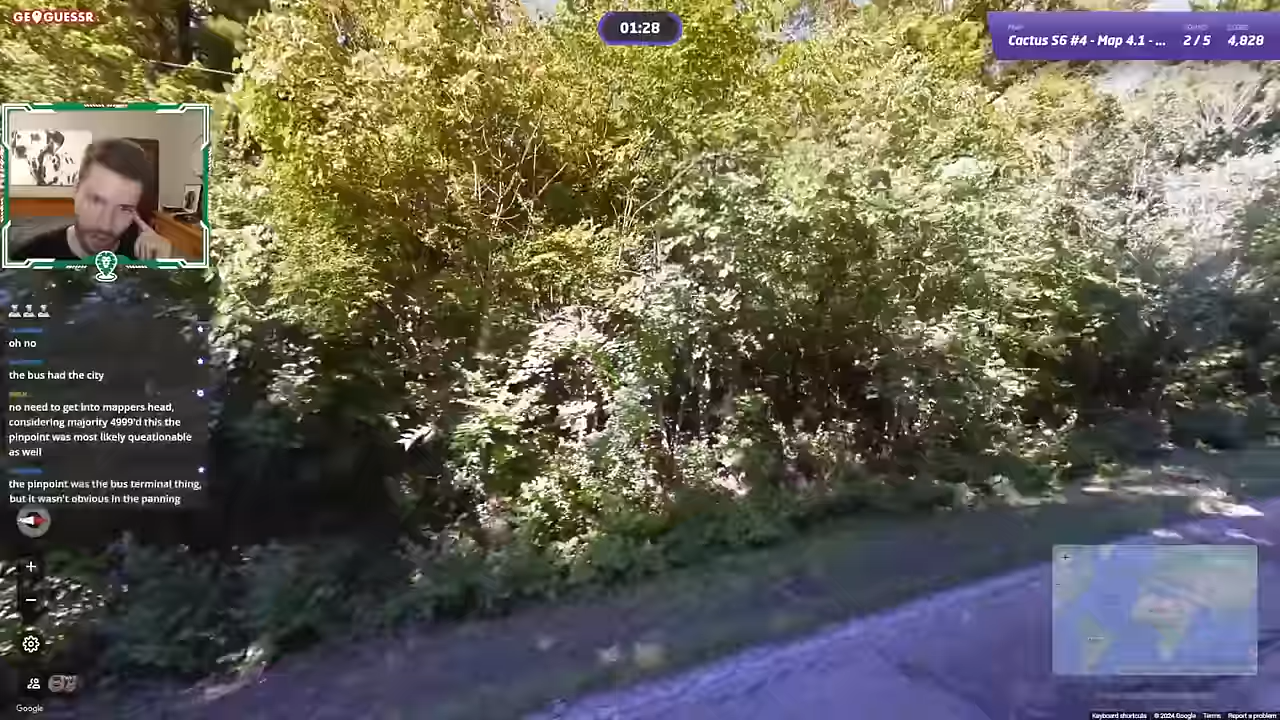 GEOGUESSR
01:28
Cactus S6 #4 - Map 4.1 - ...
2 / 5
4,828
oh no
the bus had the city
no need to get into mappers head,
considering majority 4999'd this the
pinpoint was most likely queationable
as well
the pinpoint was the bus terminal thing,
but it wasn't obvious in the panning
Google
Keyboard shortcuts
© 2024 Google
Terms
Report a problem